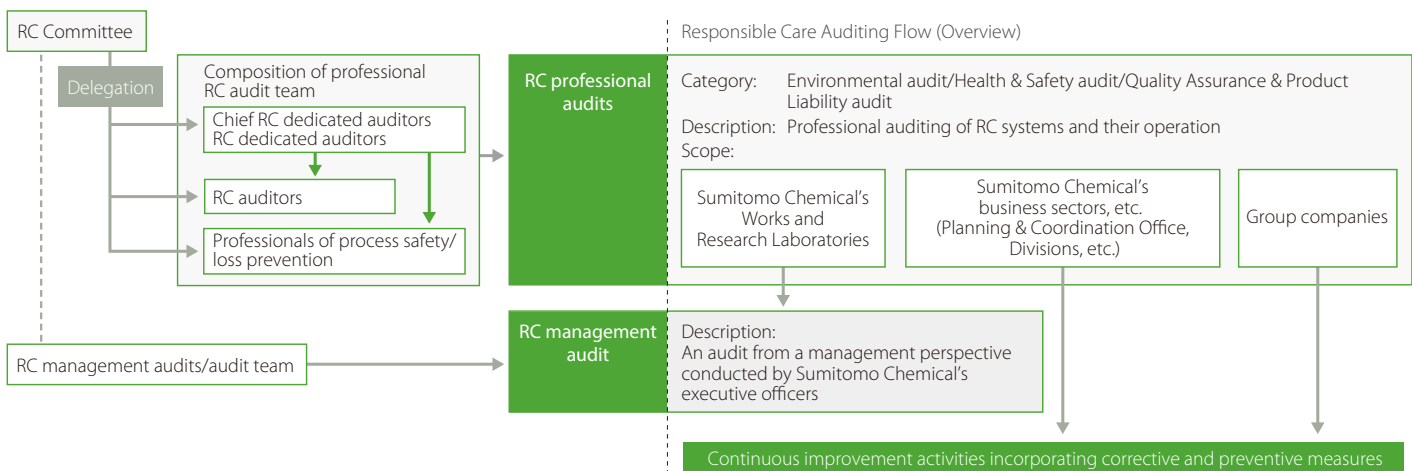 RC Committee
Delegation
Composition of professional
RC audit team
Chief RC dedicated auditors
RC dedicated auditors
RC auditors
Professionals of process safety/
loss prevention
RC management audits/audit team
Responsible Care Auditing Flow (Overview)
RC professional
audits
Category: Environmental audit/Health & Safety audit/Quality Assurance & Product
Liability audit
Description: Professional auditing of RC systems and their operation
Scope:
Sumitomo Chemical’s
Works and
Research Laboratories
Sumitomo Chemical’s
business sectors, etc.
(Planning & Coordination Office,
Divisions, etc.)
Group companies
RC management
audit
Description:
An audit from a management perspective
conducted by Sumitomo Chemical’s
executive officers
Continuous improvement activities incorporating corrective and preventive measures